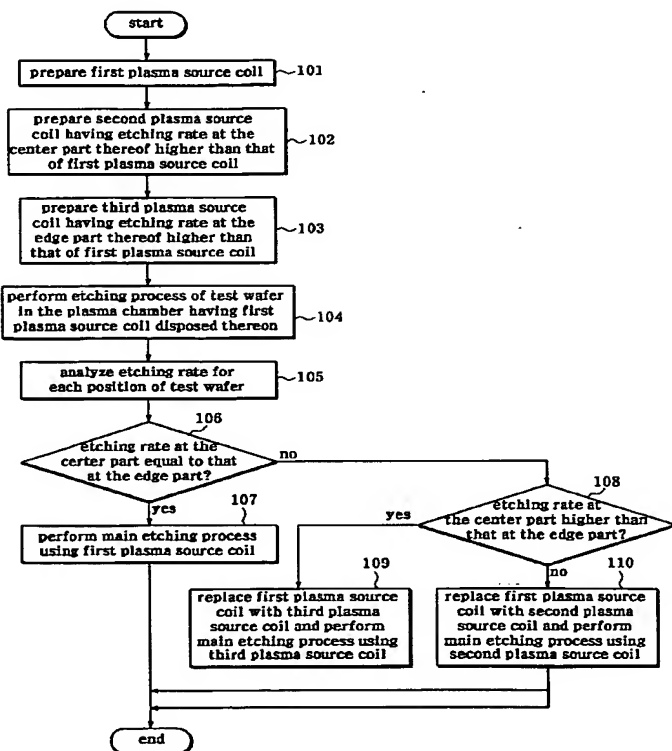 start
prepare first plasma source coil
101
prepare second plasma source
coil having etching rate at the
center part thereof higher than that
of first plasma source coil
102
prepare third plasma source
coil having etching rate at the
edge part thereof higher than
that of first plasma source coil
103
perform etching process of test wafer
in the plasma chamber having first
plasma source coil disposed thereon
104
analyze etching rate for
each position of test wafer
105
106
etching rate at the
certer part equal to that
at the edge part?
no
yes
107
perform main etching process
using first plasma source coil
108
etching rate at
the center part higher than
that at the edge part?
yes
no
109
replace first plasma source
coil with third plasma
source coil and perform
main etching process using
third plasma source coil
110
replace first plasma source
coil with second plasma
source coil and perform
main etching process using
second plasma source coil
end